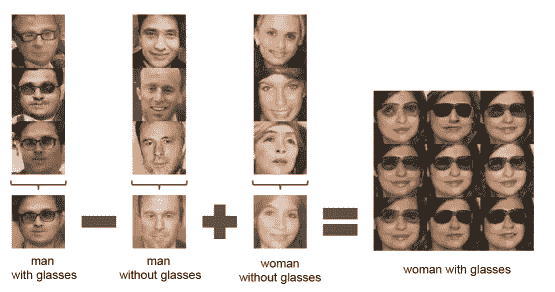 man
with glasses
man
without glasses
woman
without glasses
woman with glasses